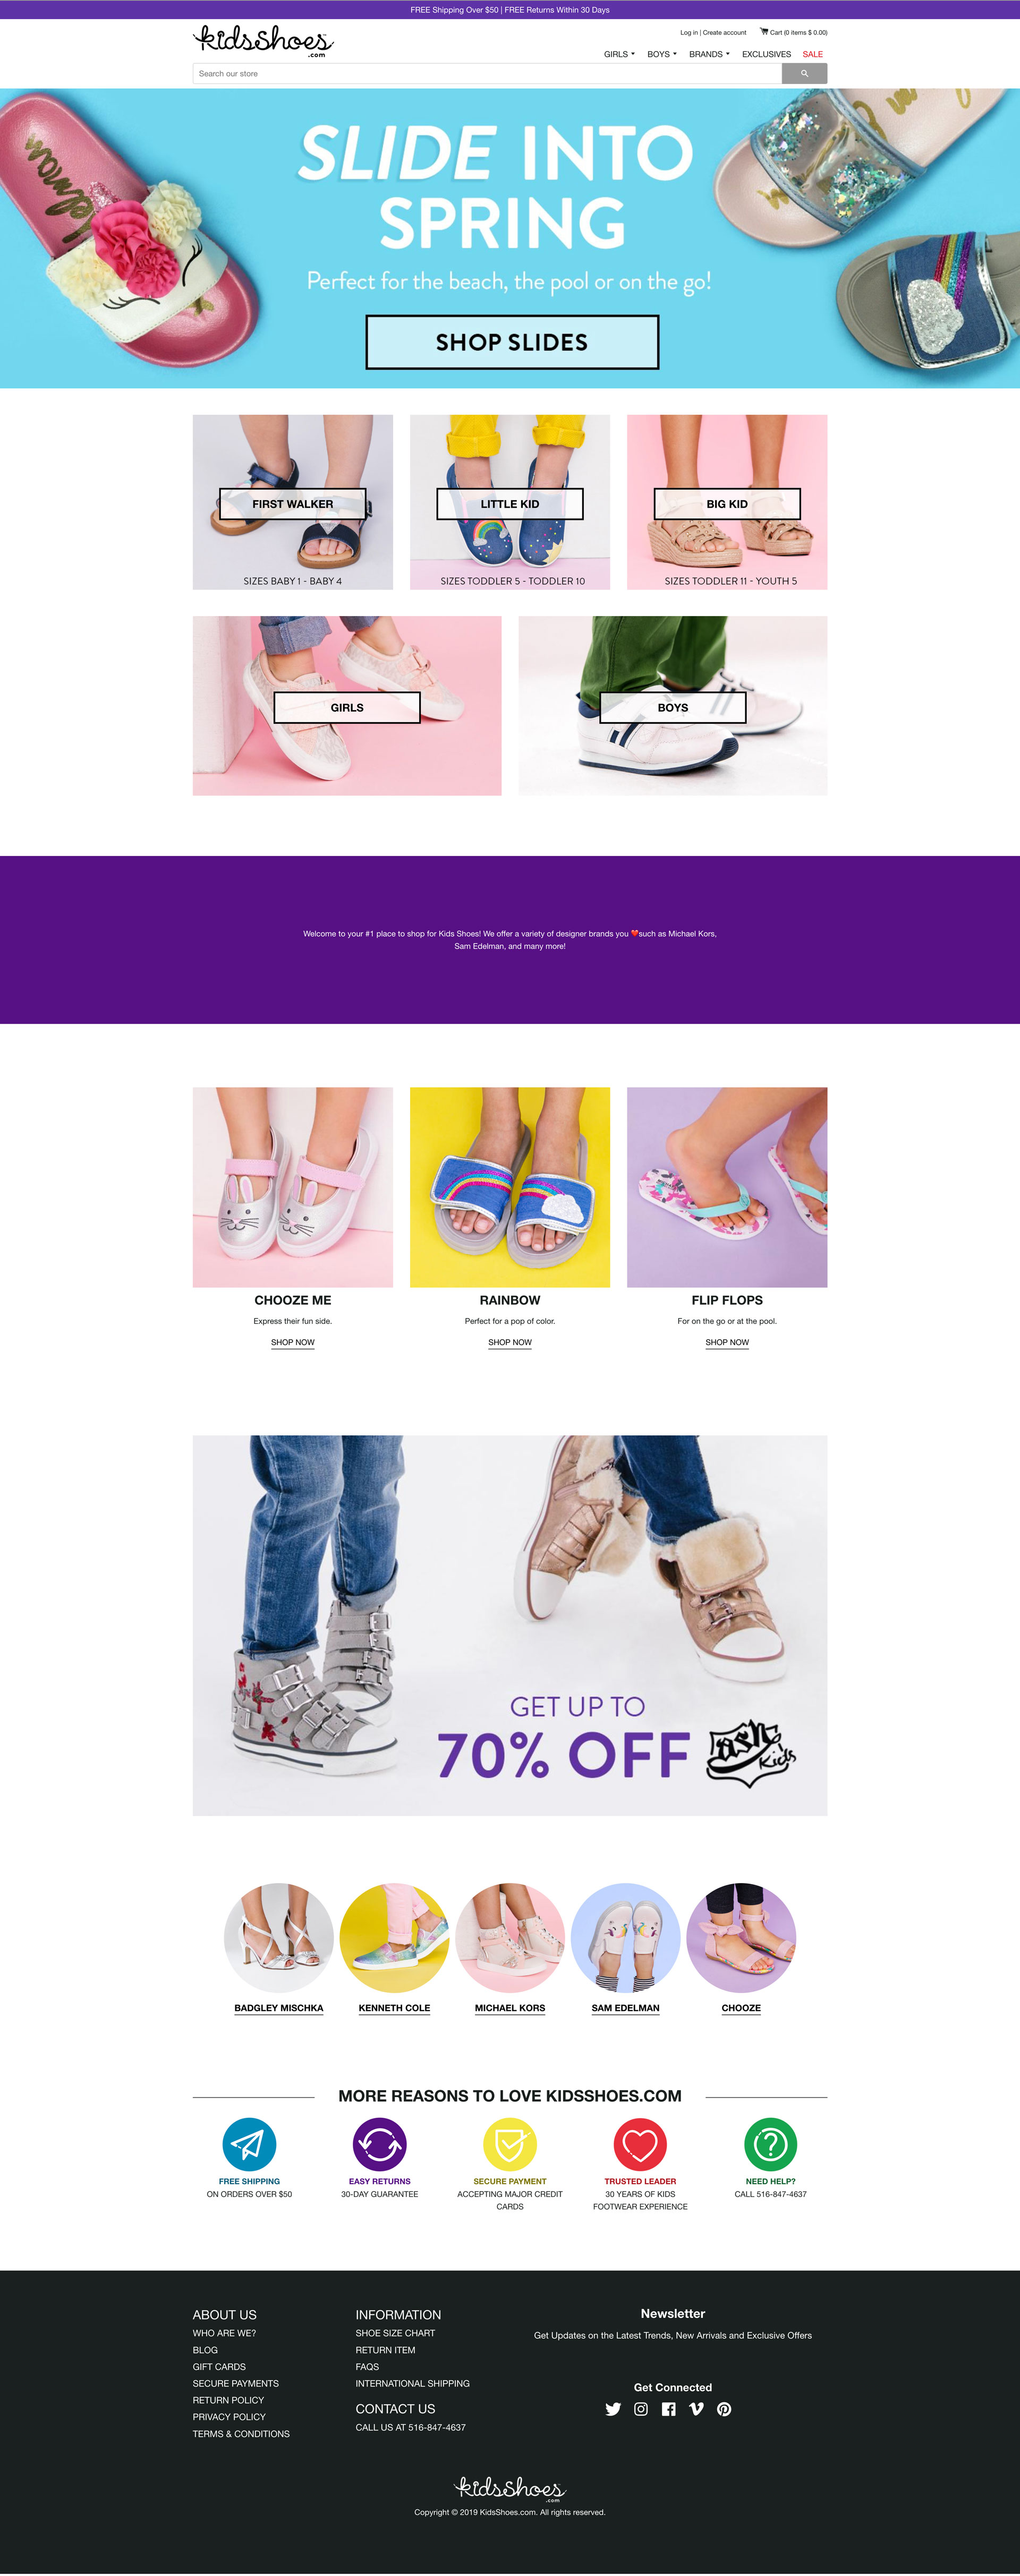 FREE Shipping Over $50 | FREE Returns Within 30 Days
kidsshoes
.com
Log in | Create account
Cart (0 items $ 0.00)
GIRLS
BOYS
BRANDS
EXCLUSIVES
SALE
Search our store
SLIDE INTO
SPRING
Perfect for the beach, the pool or on the go!
SHOP SLIDES
FIRST WALKER
SIZES BABY 1 - BABY 4
LITTLE KID
SIZES TODDLER 5 - TODDLER 10
BIG KID
SIZES TODDLER 11 - YOUTH 5
GIRLS
BOYS
Welcome to your #1 place to shop for Kids Shoes! We offer a variety of designer brands you ❤️such as Michael Kors,
Sam Edelman, and many more!
CHOOZE ME
Express their fun side.
SHOP NOW
RAINBOW
Perfect for a pop of color.
SHOP NOW
FLIP FLOPS
For on the go or at the pool.
SHOP NOW
GET UP TO
70% OFF
ash
Kids
BADGLEY MISCHKA
KENNETH COLE
MICHAEL KORS
SAM EDELMAN
CHOOZE
MORE REASONS TO LOVE KIDSSHOES.COM
FREE SHIPPING
ON ORDERS OVER $50
EASY RETURNS
30-DAY GUARANTEE
SECURE PAYMENT
ACCEPTING MAJOR CREDIT
CARDS
TRUSTED LEADER
30 YEARS OF KIDS
FOOTWEAR EXPERIENCE
NEED HELP?
CALL 516-847-4637
ABOUT US
WHO ARE WE?
BLOG
GIFT CARDS
SECURE PAYMENTS
RETURN POLICY
PRIVACY POLICY
TERMS & CONDITIONS
INFORMATION
SHOE SIZE CHART
RETURN ITEM
FAQS
INTERNATIONAL SHIPPING
CONTACT US
CALL US AT 516-847-4637
Newsletter
Get Updates on the Latest Trends, New Arrivals and Exclusive Offers
Get Connected
kidsshoes
.com
Copyright © 2019 KidsShoes.com. All rights reserved.